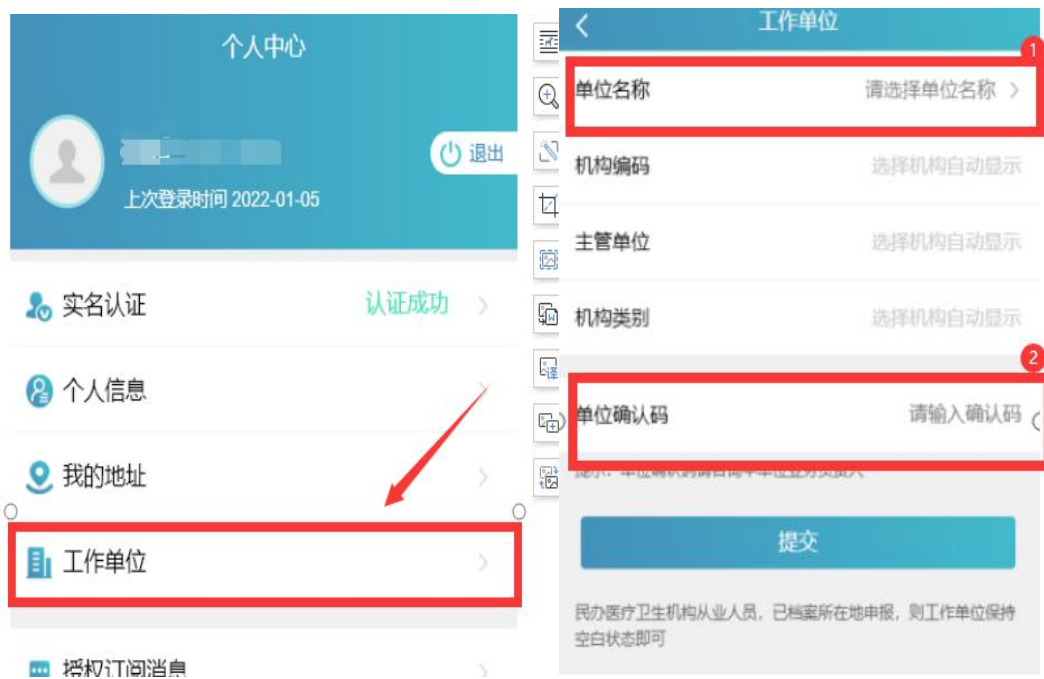 个人中心
退出
上次登录时间 2022-01-05
实名认证 认证成功
个人信息
我的地址
工作单位
授权订阅消息
工作单位
1
单位名称 请选择单位名称
机构编码 选择机构自动显示
主管单位 选择机构自动显示
机构类别 选择机构自动显示
2
单位确认码 请输入确认码
提交
民办医疗卫生机构从业人员，已档案所在地申报，则工作单位保持
空白状态即可